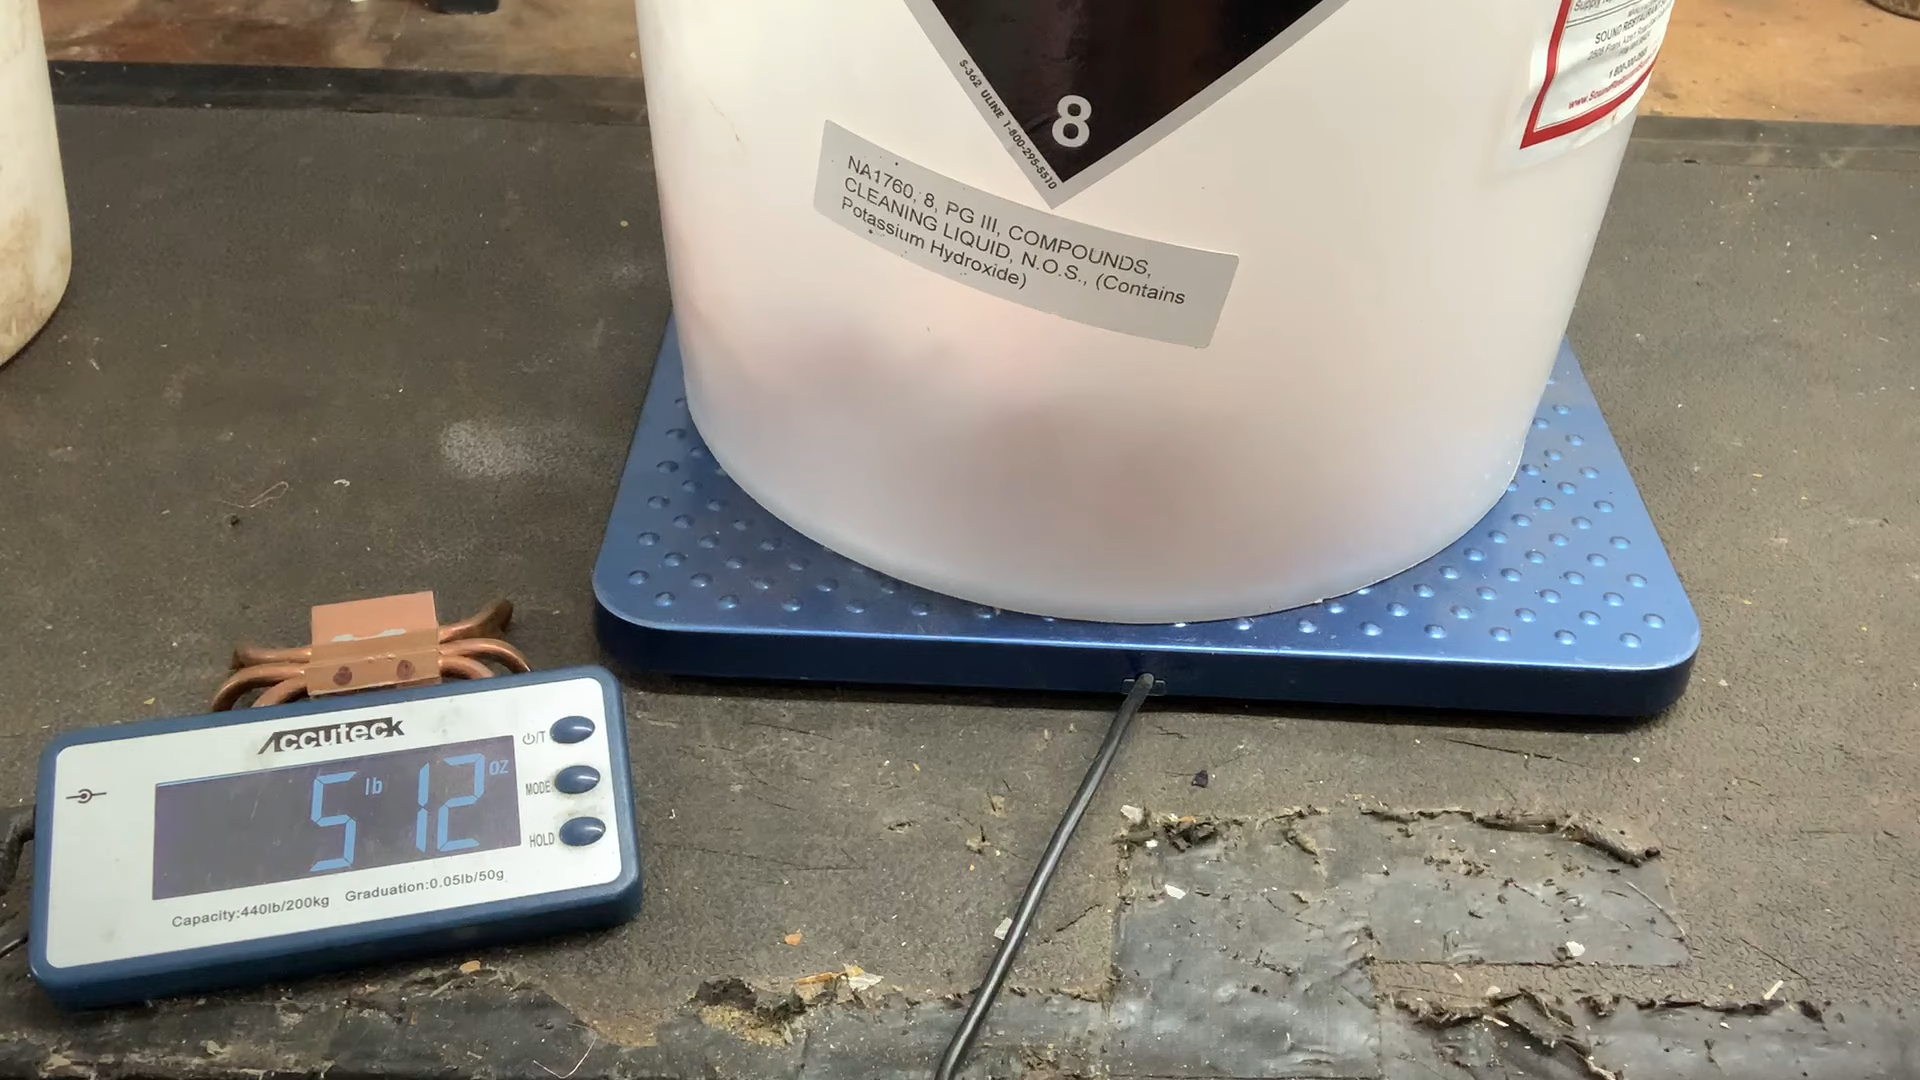 8
S-362 ULINE 1-800-295-5510
NA1760, 8, PG III, COMPOUNDS,
CLEANING LIQUID, N.O.S., (Contains
Potassium Hydroxide)
Supply
SOUND RESTAURANT
Accuteck
5 lb 12 OZ
/T
MODE
HOLD
Capacity:440lb/200kg Graduation:0.05lb/50g